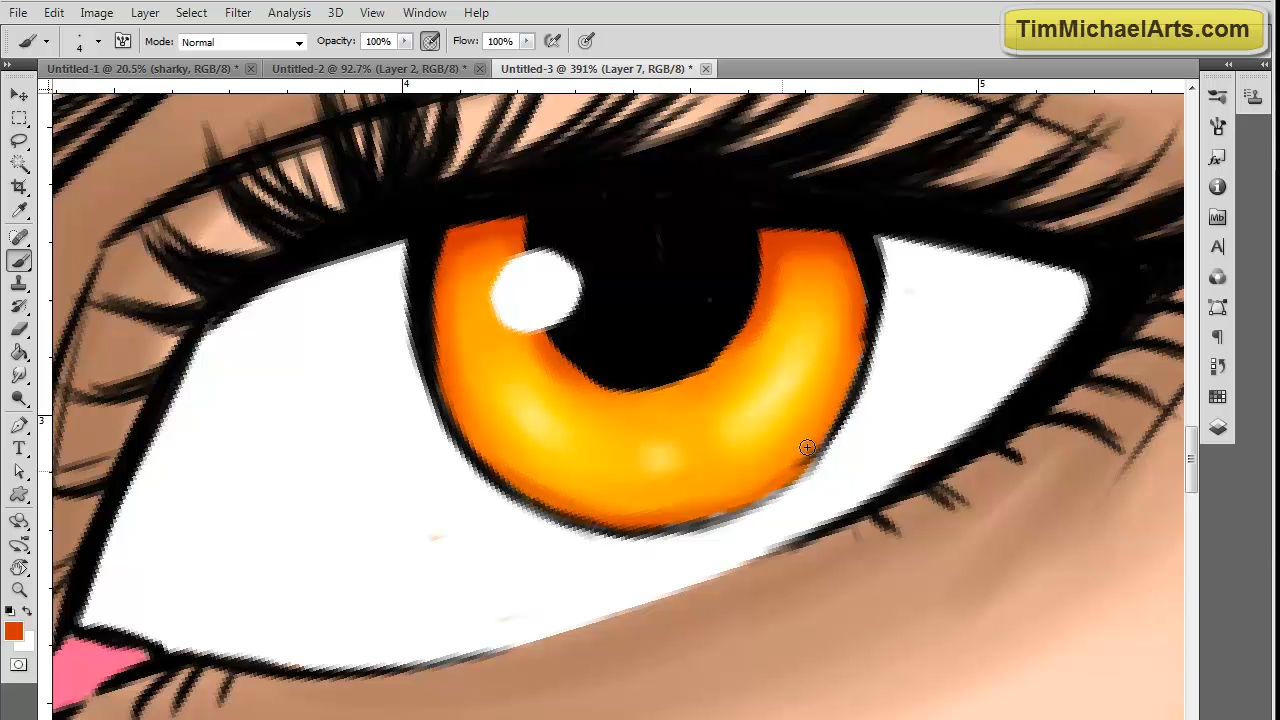 File Edit Image Layer Select Filter Analysis 3D View Window Help
TimMichaelArts.com
4 Mode: Normal Opacity: 100% Flow: 100%
Untitled-1 @ 20.5% (sharky, RGB/8) * Untitled-2 @ 92.7% (Layer 2, RGB/8) * Untitled-3 @ 391% (Layer 7, RGB/8) *
4 5
3